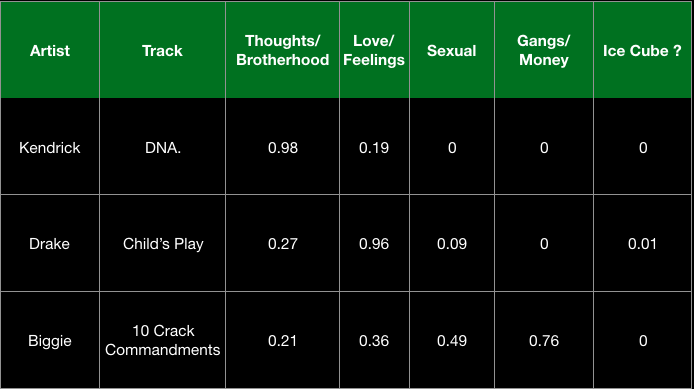 Artist Track Thoughts/ Brotherhood Love/ Feelings Sexual Gangs/ Money Ice Cube ?
Kendrick DNA. 0.98 0.19 0 0 0
Drake Child’s Play 0.27 0.96 0.09 0 0.01
Biggie 10 Crack Commandments 0.21 0.36 0.49 0.76 0